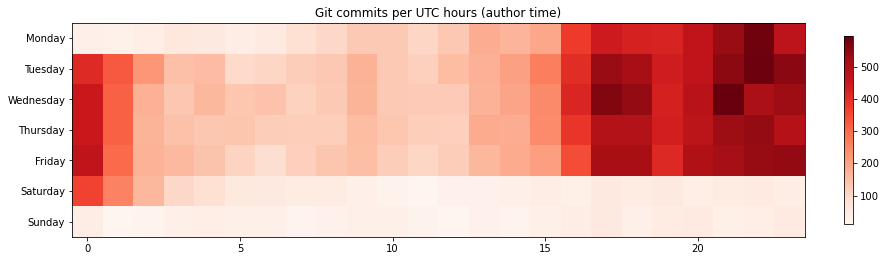 Git commits per UTC hours (author time)
Monday
Tuesday
Wednesday
Thursday
Friday
Saturday
Sunday
0 5 10 15 20
500
400
300
200
100